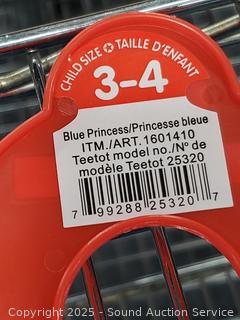 CHILD SIZE ✪ TAILLE D'ENFANT
3-4
Blue Princess/Princesse bleue
ITM./ART. 1601410
Teetot model no./Nº de
modèle Teetot 25320
7 99288 25320 7
Copyright © 2025 - Sound Auction Service